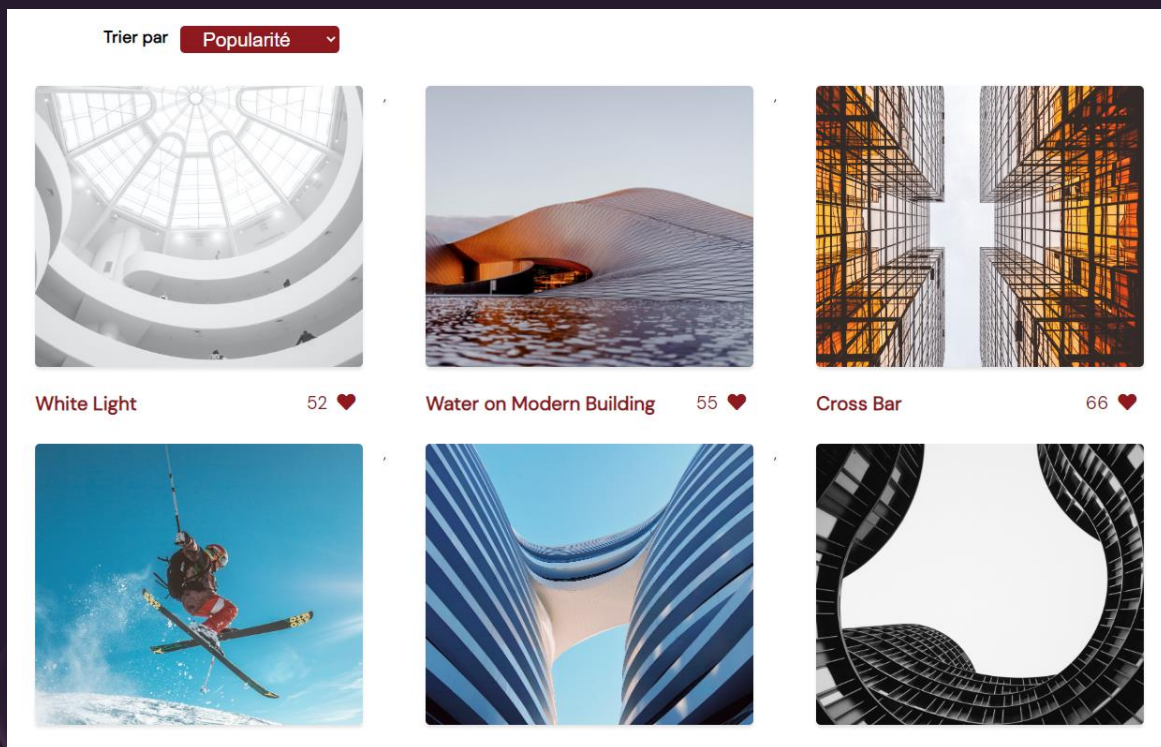 Trier par Popularité
, ,
White Light 52 Water on Modern Building 55 Cross Bar 66
, ,